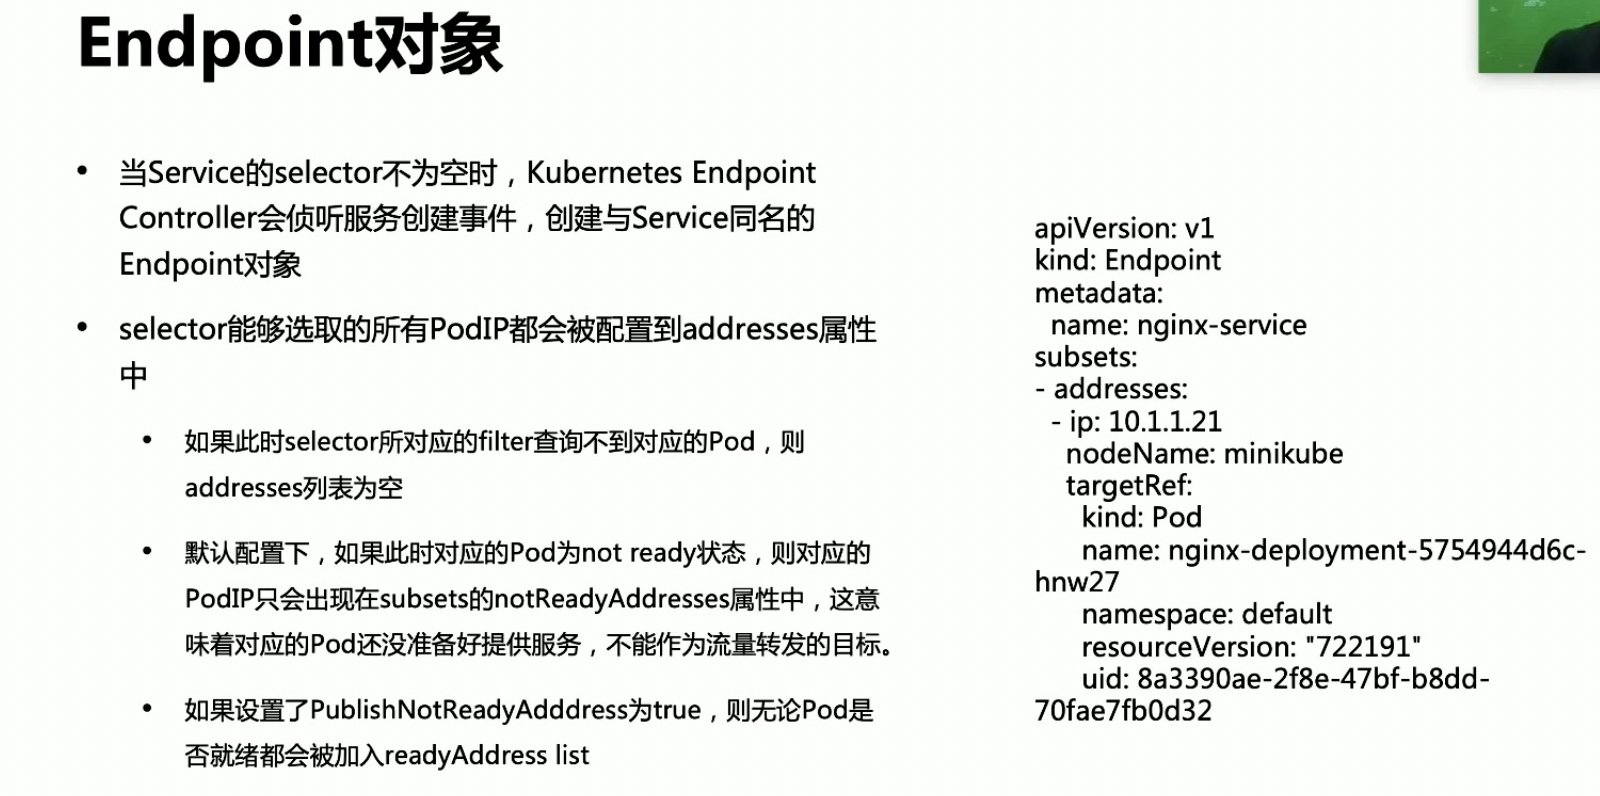 Endpoint对象
• 当Service的selector不为空时，Kubernetes Endpoint
Controller会侦听服务创建事件，创建与Service同名的
Endpoint对象
• selector能够选取的所有PodIP都会被配置到addresses属性
中
• 如果此时selector所对应的filter查询不到对应的Pod，则
addresses列表为空
• 默认配置下，如果此时对应的Pod为not ready状态，则对应的
PodIP只会出现在subsets的notReadyAddresses属性中，这意
味着对应的Pod还没准备好提供服务，不能作为流量转发的目标。
• 如果设置了PublishNotReadyAdddress为true，则无论Pod是
否就绪都会被加入readyAddress list
apiVersion: v1
kind: Endpoint
metadata:
  name: nginx-service
subsets:
- addresses:
  - ip: 10.1.1.21
    nodeName: minikube
    targetRef:
      kind: Pod
      name: nginx-deployment-5754944d6c-
hnw27
      namespace: default
      resourceVersion: "722191"
      uid: 8a3390ae-2f8e-47bf-b8dd-
70fae7fb0d32